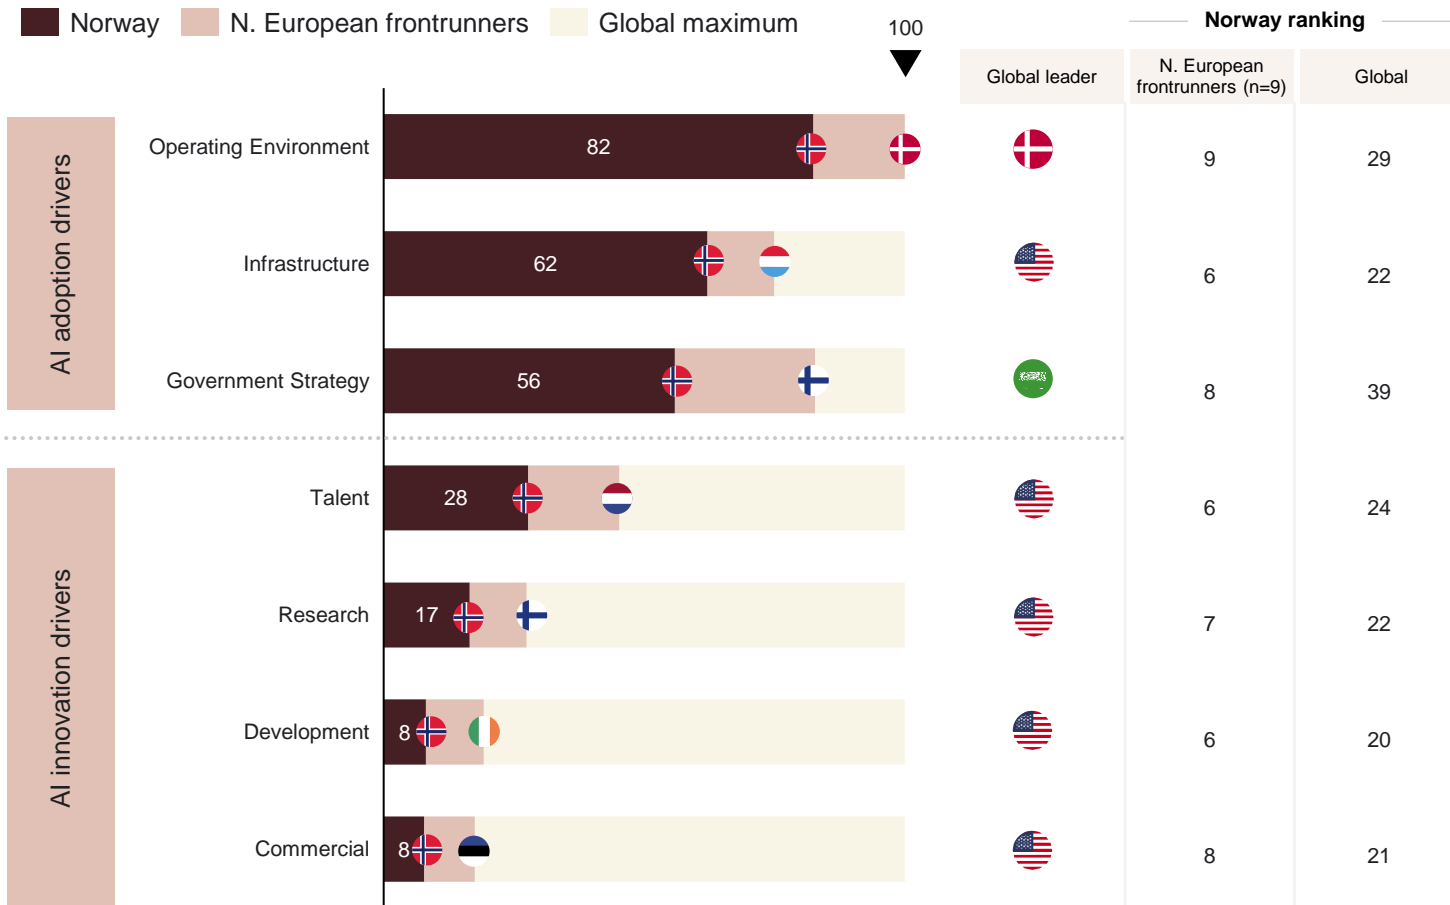 Norway
N. European frontrunners
Global maximum
100
Norway ranking
Global leader
N. European
frontrunners (n=9)
Global
AI adoption drivers
Operating Environment
82
9
29
Infrastructure
62
6
22
Government Strategy
56
8
39
AI innovation drivers
Talent
28
6
24
Research
17
7
22
Development
8
6
20
Commercial
8
8
21